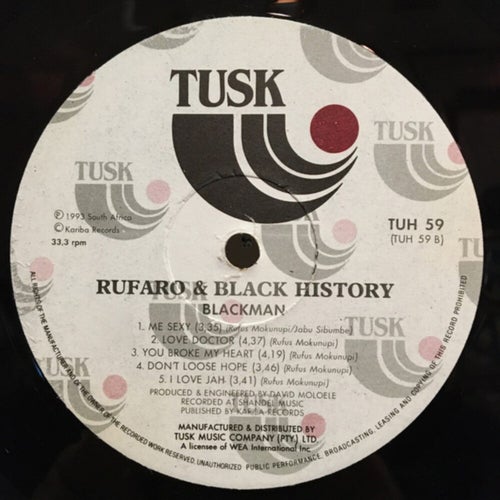 TUSK
TUSK
TUSK
℗ 1993 South Africa
© Kariba Records
33,3 rpm
TUH 59
(TUH 59 B)
RUFARO & BLACK HISTORY
BLACKMAN
1. ME SEXY (3,35) (Rufus Mokunupi/Jabu Sibumbe)
2. LOVE DOCTOR (4,37) (Rufus Mokunupi)
3. YOU BROKE MY HEART (4,19) (Rufus Mokunupi)
4. DON'T LOOSE HOPE (3,46) (Rufus Mokunupi)
5. I LOVE JAH (3,41) (Rufus Mokunupi)
PRODUCED & ENGINEERED BY DAVID MOLOELE
RECORDED AT SHANDEL MUSIC
PUBLISHED BY KARIBA RECORDS
MANUFACTURED & DISTRIBUTED BY
TUSK MUSIC COMPANY (PTY.) LTD.
A licensee of WEA International Inc.
TUSK
TUSK
ALL RIGHTS OF THE MANUFACTURER AND OF THE OWNER OF THE RECORDED WORK RESERVED. UNAUTHORIZED PUBLIC PERFORMANCE, BROADCASTING, LEASING AND COPYING OF THIS RECORD PROHIBITED